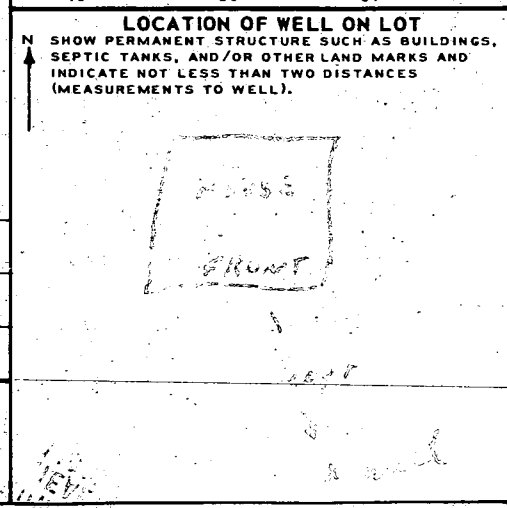 LOCATION OF WELL ON LOT
N SHOW PERMANENT STRUCTURE SUCH AS BUILDINGS,
SEPTIC TANKS, AND/OR OTHER LAND MARKS AND
INDICATE NOT LESS THAN TWO DISTANCES
(MEASUREMENTS TO WELL).
HOUSE
FRONT
well